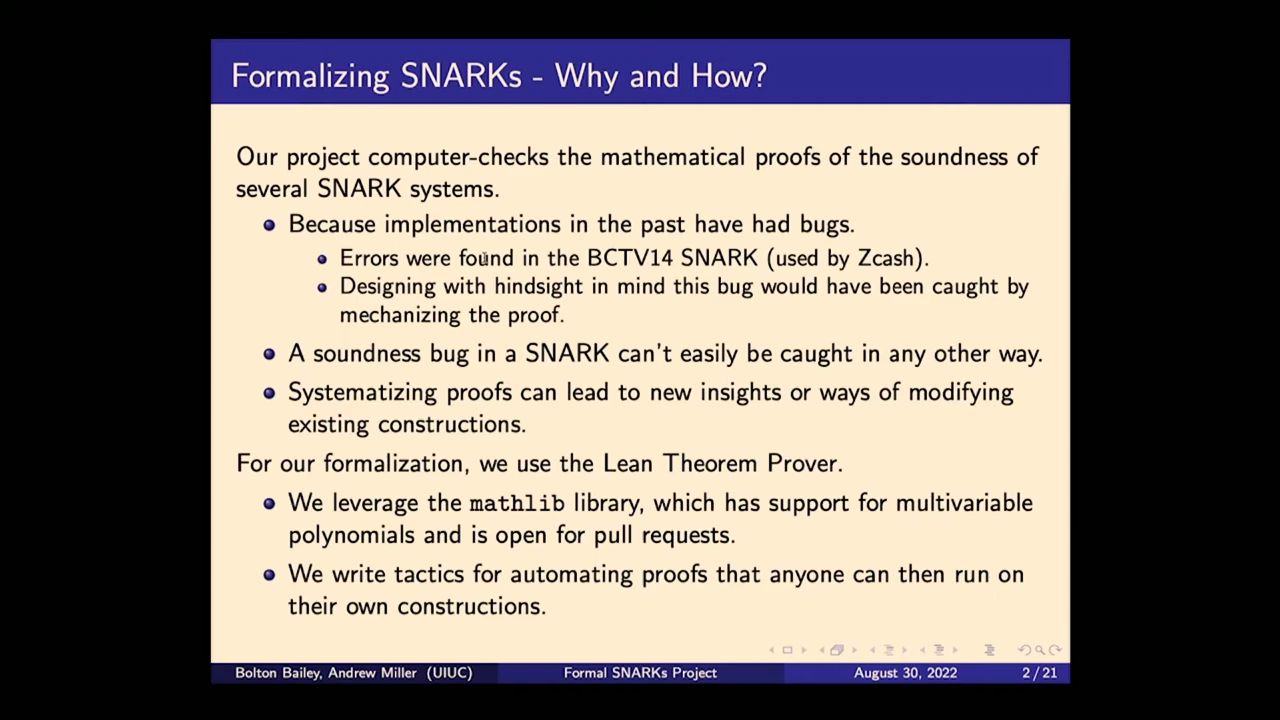 Formalizing SNARKs - Why and How?
Our project computer-checks the mathematical proofs of the soundness of
several SNARK systems.
Because implementations in the past have had bugs.
Errors were found in the BCTV14 SNARK (used by Zcash).
Designing with hindsight in mind this bug would have been caught by
mechanizing the proof.
A soundness bug in a SNARK can't easily be caught in any other way.
Systematizing proofs can lead to new insights or ways of modifying
existing constructions.
For our formalization, we use the Lean Theorem Prover.
We leverage the mathlib library, which has support for multivariable
polynomials and is open for pull requests.
We write tactics for automating proofs that anyone can then run on
their own constructions.
Bolton Bailey, Andrew Miller (UIUC) Formal SNARKs Project August 30, 2022 2 / 21